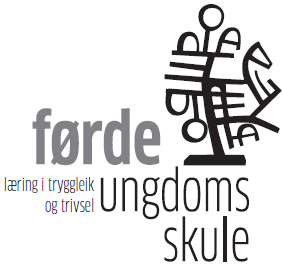 førde
læring i tryggleik
og trivsel
ungdoms
skule